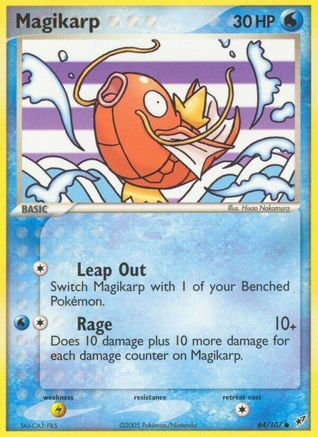 Magikarp 30 HP
BASIC Illus. Hisao Nakamura
Leap Out
Switch Magikarp with 1 of your Benched
Pokémon.
Rage 10+
Does 10 damage plus 10 more damage for
each damage counter on Magikarp.
weakness resistance retreat cost
©2005 Pokémon/Nintendo 64/107